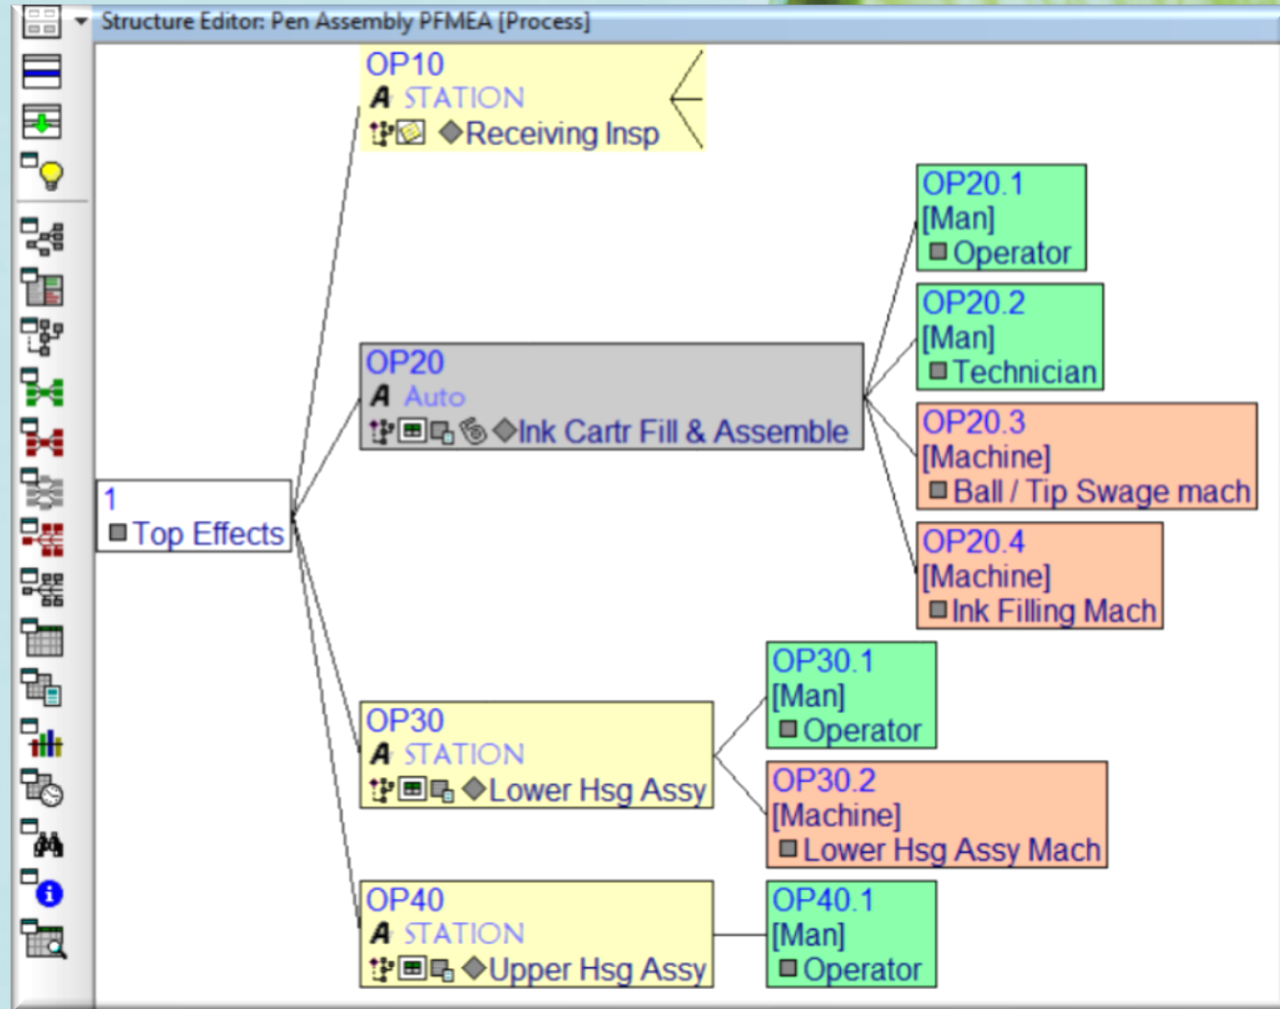 Structure Editor: Pen Assembly PFMEA [Process]
OP10
A STATION
Receiving Insp
OP20.1
[Man]
Operator
OP20.2
[Man]
Technician
OP20
A Auto
Ink Cartr Fill & Assemble
OP20.3
[Machine]
Ball / Tip Swage mach
1
Top Effects
OP20.4
[Machine]
Ink Filling Mach
OP30.1
[Man]
Operator
OP30
A STATION
Lower Hsg Assy
OP30.2
[Machine]
Lower Hsg Assy Mach
OP40
A STATION
Upper Hsg Assy
OP40.1
[Man]
Operator